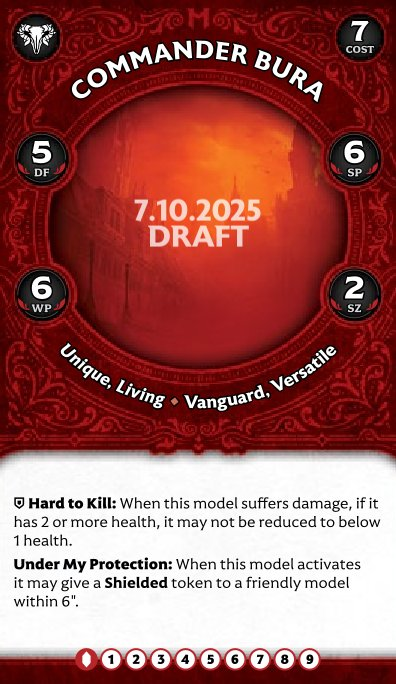 7
COST
COMMANDER BURA
5
DF
6
SP
7.10.2025
DRAFT
6
WP
2
SZ
Unique, Living ◆ Vanguard, Versatile
Hard to Kill: When this model suffers damage, if it
has 2 or more health, it may not be reduced to below
1 health.
Under My Protection: When this model activates
it may give a Shielded token to a friendly model
within 6".
1 2 3 4 5 6 7 8 9